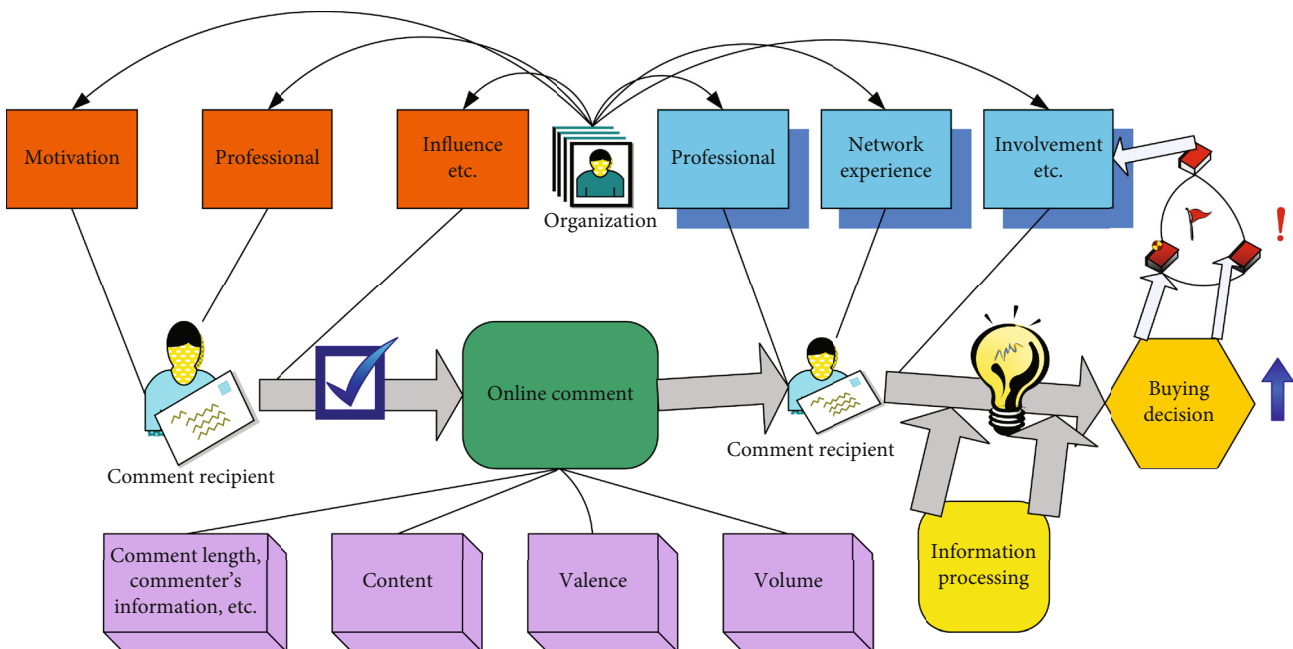 Motivation
Professional
Influence
etc.
Organization
Professional
Network
experience
Involvement
etc.
!
Comment recipient
Online comment
Comment recipient
Buying
decision
Comment length,
commenter's
information, etc.
Content
Valence
Volume
Information
processing